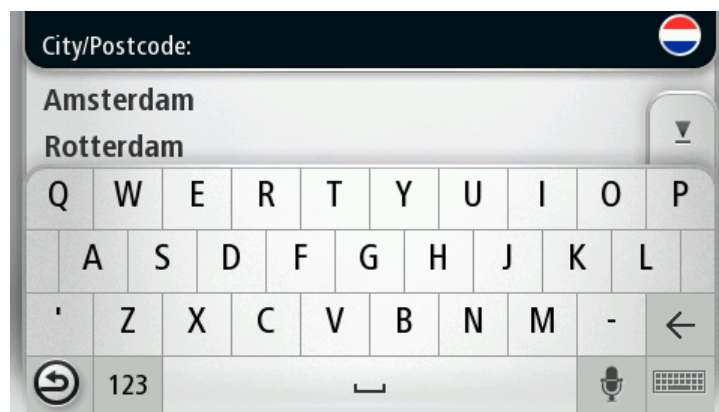 City/Postcode:
Amsterdam
Rotterdam
Q W E R T Y U I O P
A S D F G H J K L
' Z X C V B N M -
123